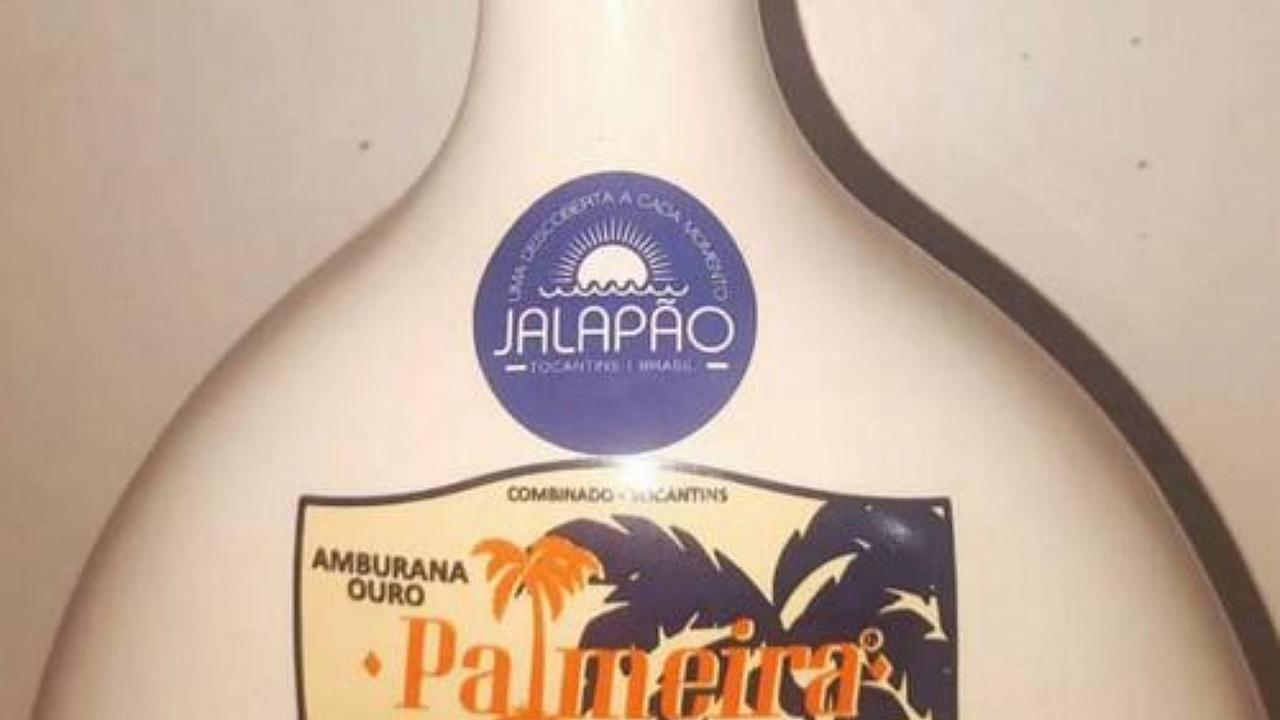 UMA DESCOBERTA A CADA MOMENTO
JALAPÃO
TOCANTINS | BRASIL
COMBINADO - TOCANTINS
AMBURANA
OURO
Palmeira®